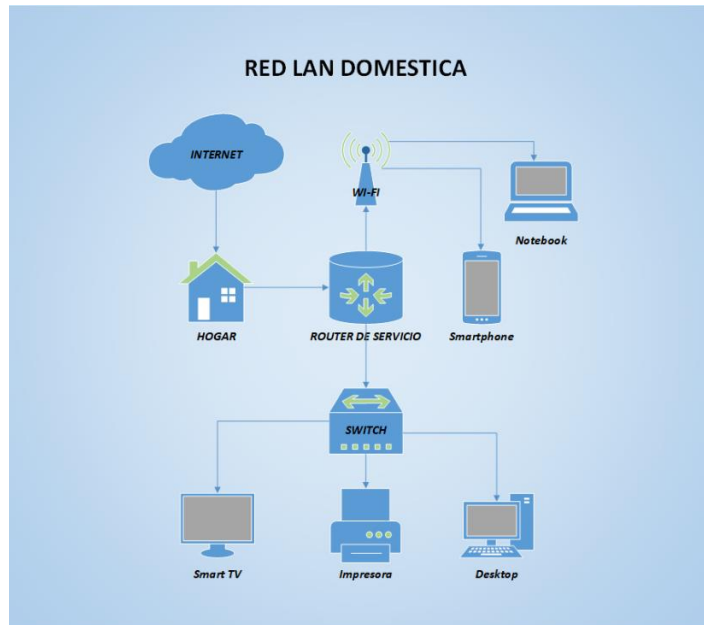 RED LAN DOMESTICA
INTERNET
WI-FI
Notebook
HOGAR
ROUTER DE SERVICIO
Smartphone
SWITCH
Smart TV
Impresora
Desktop